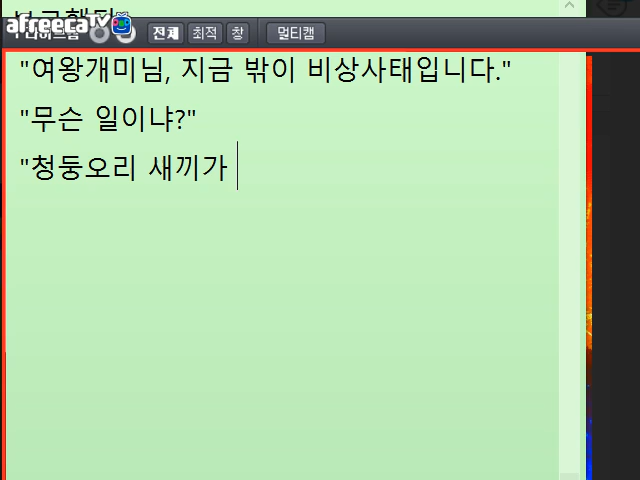 afreecaTV
전체 최적 창 멀티캠
"여왕개미님, 지금 밖이 비상사태입니다."
"무슨 일이냐?"
"청둥오리 새끼가